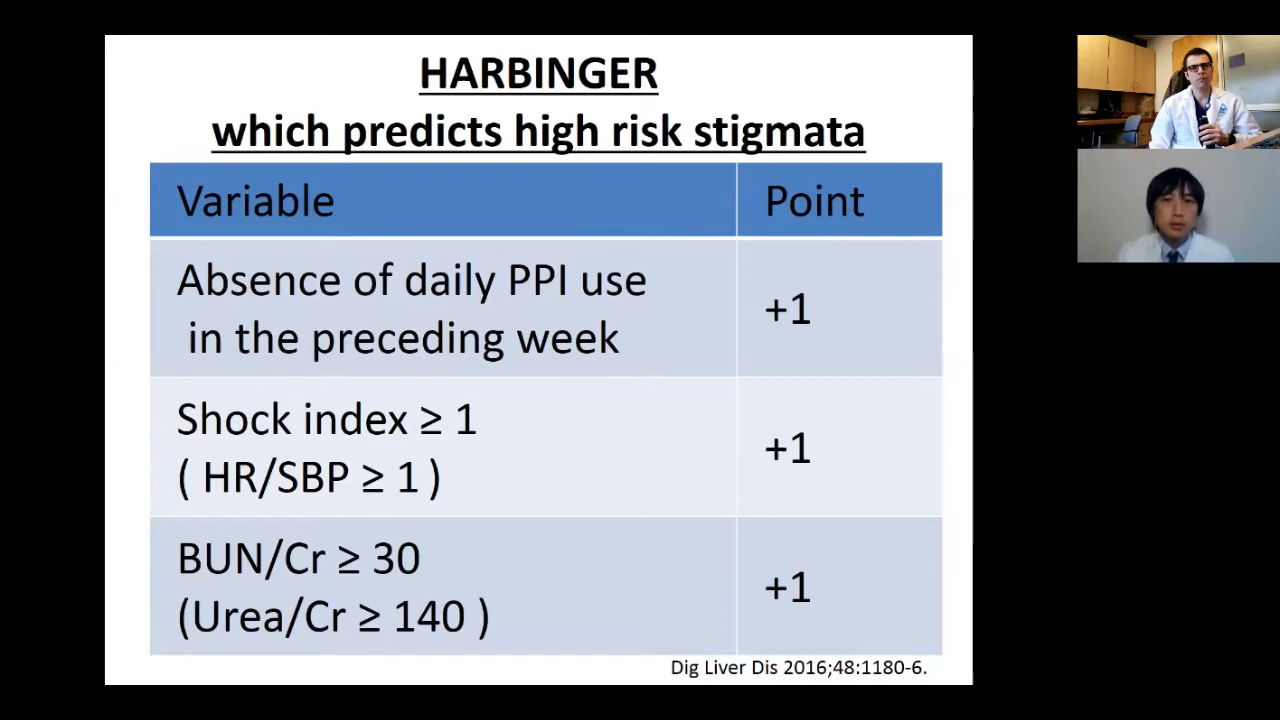 HARBINGER
which predicts high risk stigmata
Variable
Point
Absence of daily PPI use
in the preceding week
+1
Shock index ≥ 1
( HR/SBP ≥ 1 )
+1
BUN/Cr ≥ 30
(Urea/Cr ≥ 140 )
+1
Dig Liver Dis 2016;48:1180-6.